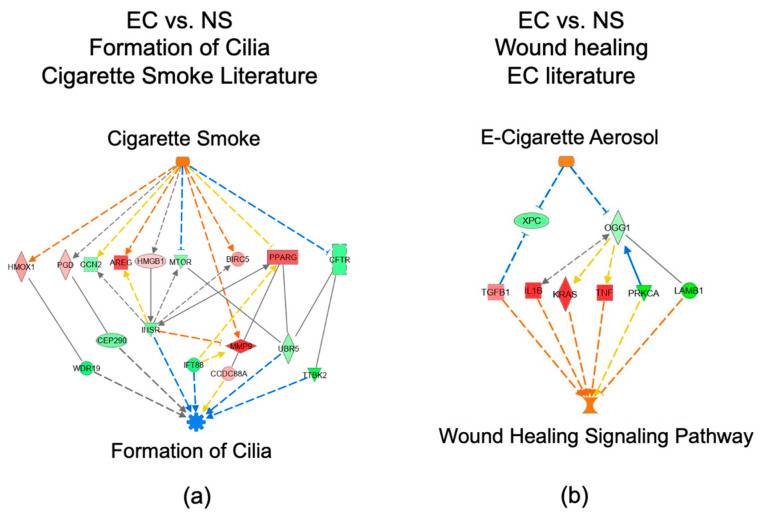 EC vs. NS
Formation of Cilia
Cigarette Smoke Literature
Cigarette Smoke
HMOX1 PGD CCN2 AREG HMGB1 MTOR BIRC5 PPARG CFTR
INSR
CEP290 MMP9 UBR5
WDR19 IFT88 CCDC88A TTBK2
Formation of Cilia
(a)
EC vs. NS
Wound healing
EC literature
E-Cigarette Aerosol
XPC OGG1
TGFB1 IL1B KRAS TNF PRKCA LAMB1
Wound Healing Signaling Pathway
(b)